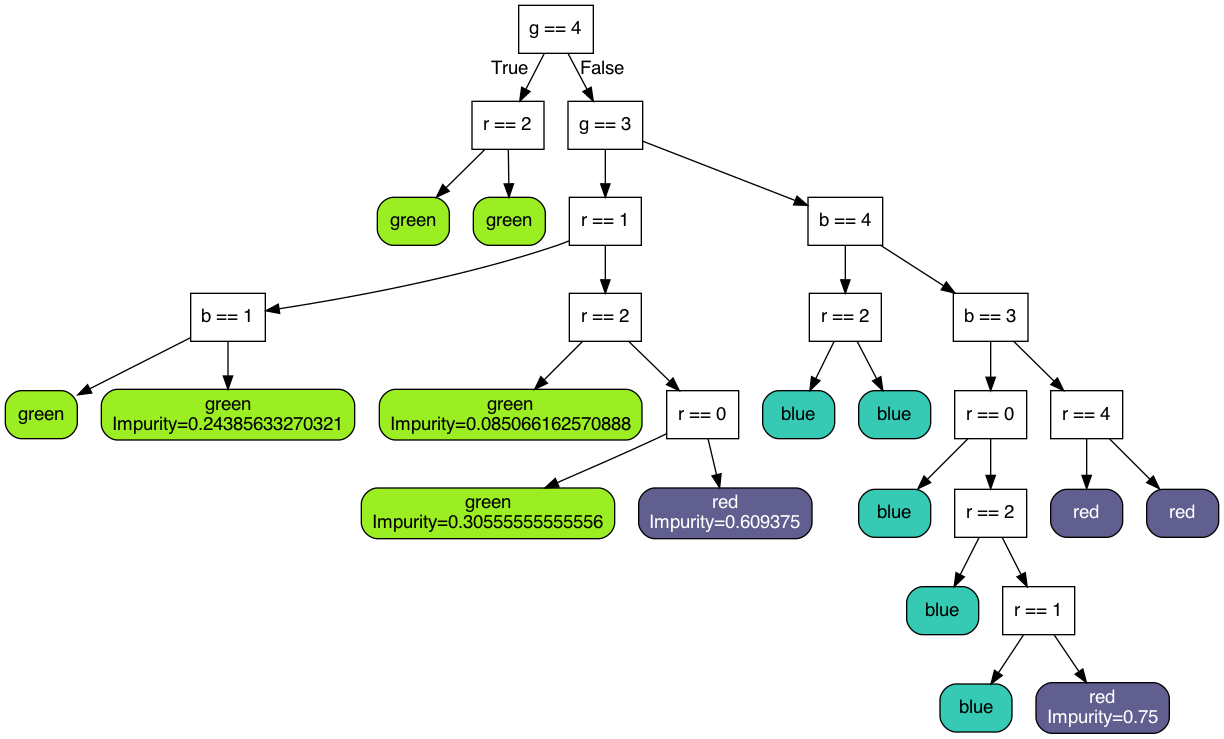 g == 4
True
False
r == 2
g == 3
green
green
r == 1
b == 4
b == 1
r == 2
r == 2
b == 3
green
green
Impurity=0.24385633270321
green
Impurity=0.085066162570888
r == 0
blue
blue
r == 0
r == 4
green
Impurity=0.30555555555556
red
Impurity=0.609375
blue
r == 2
red
red
blue
r == 1
blue
red
Impurity=0.75